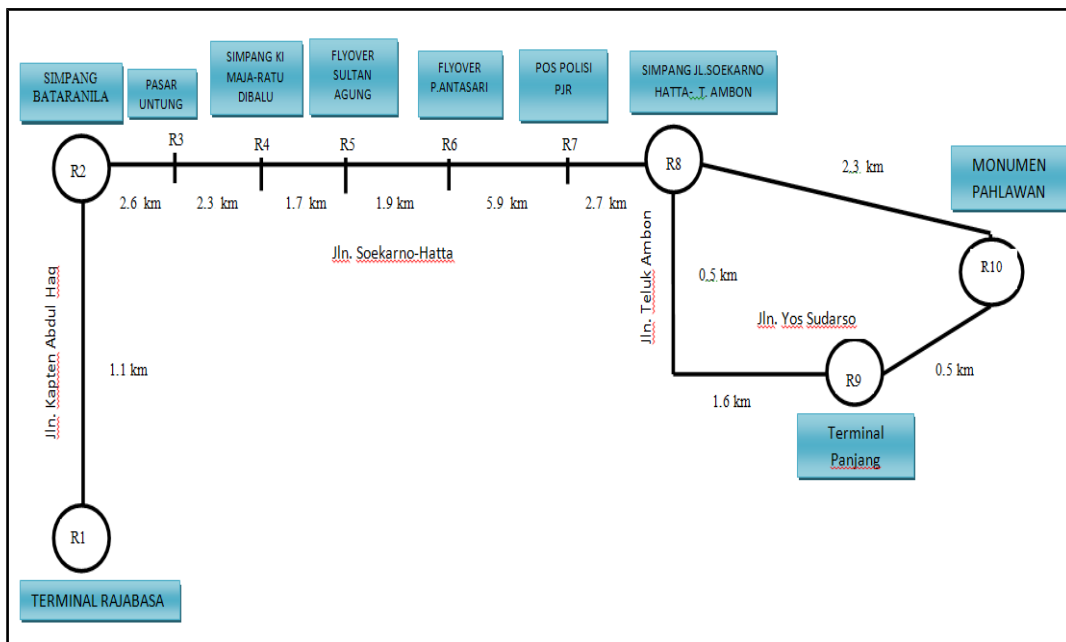 SIMPANG
BATARANILA
PASAR
UNTUNG
SIMPANG KI
MAJA-RATU
DIBALU
FLYOVER
SULTAN
AGUNG
FLYOVER
P.ANTASARI
POS POLISI
PJR
SIMPANG JL.SOEKARNO
HATTA- T. AMBON
MONUMEN
PAHLAWAN
R2
R3
R4
R5
R6
R7
R8
R10
2.6 km
2.3 km
1.7 km
1.9 km
5.9 km
2.7 km
2.3 km
Jln. Soekarno-Hatta
Jln. Kapten Abdul Haq
1.1 km
Jln. Teluk Ambon
0.5 km
Jln. Yos Sudarso
R9
0.5 km
1.6 km
Terminal
Panjang
R1
TERMINAL RAJABASA